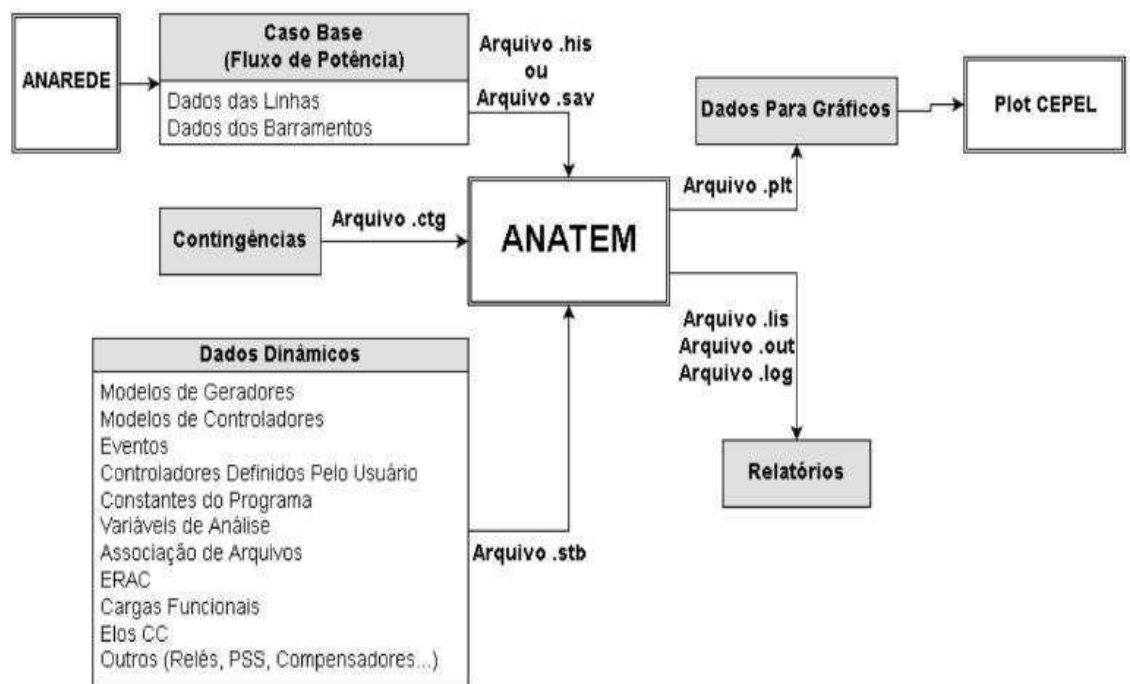 ANAREDE
Caso Base
(Fluxo de Potência)
Dados das Linhas
Dados dos Barramentos
Arquivo .his
ou
Arquivo .sav
Dados Para Gráficos
Plot CEPEL
Arquivo .plt
Contingências
Arquivo .ctg
ANATEM
Arquivo .lis
Arquivo .out
Arquivo .log
Relatórios
Dados Dinâmicos
Modelos de Geradores
Modelos de Controladores
Eventos
Controladores Definidos Pelo Usuário
Constantes do Programa
Variáveis de Análise
Associação de Arquivos
ERAC
Cargas Funcionais
Elos CC
Outros (Relés, PSS, Compensadores...)
Arquivo .stb